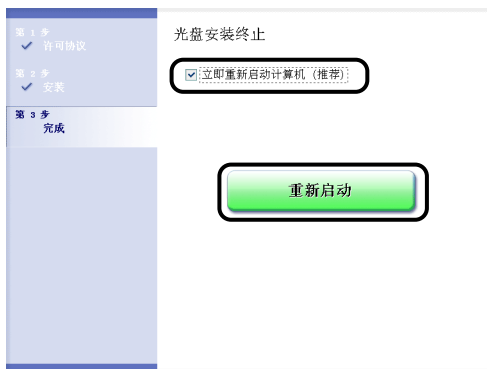 第 1 步
许可协议
第 2 步
安装
第 3 步
完成
光盘安装终止
立即重新启动计算机（推荐）
重新启动